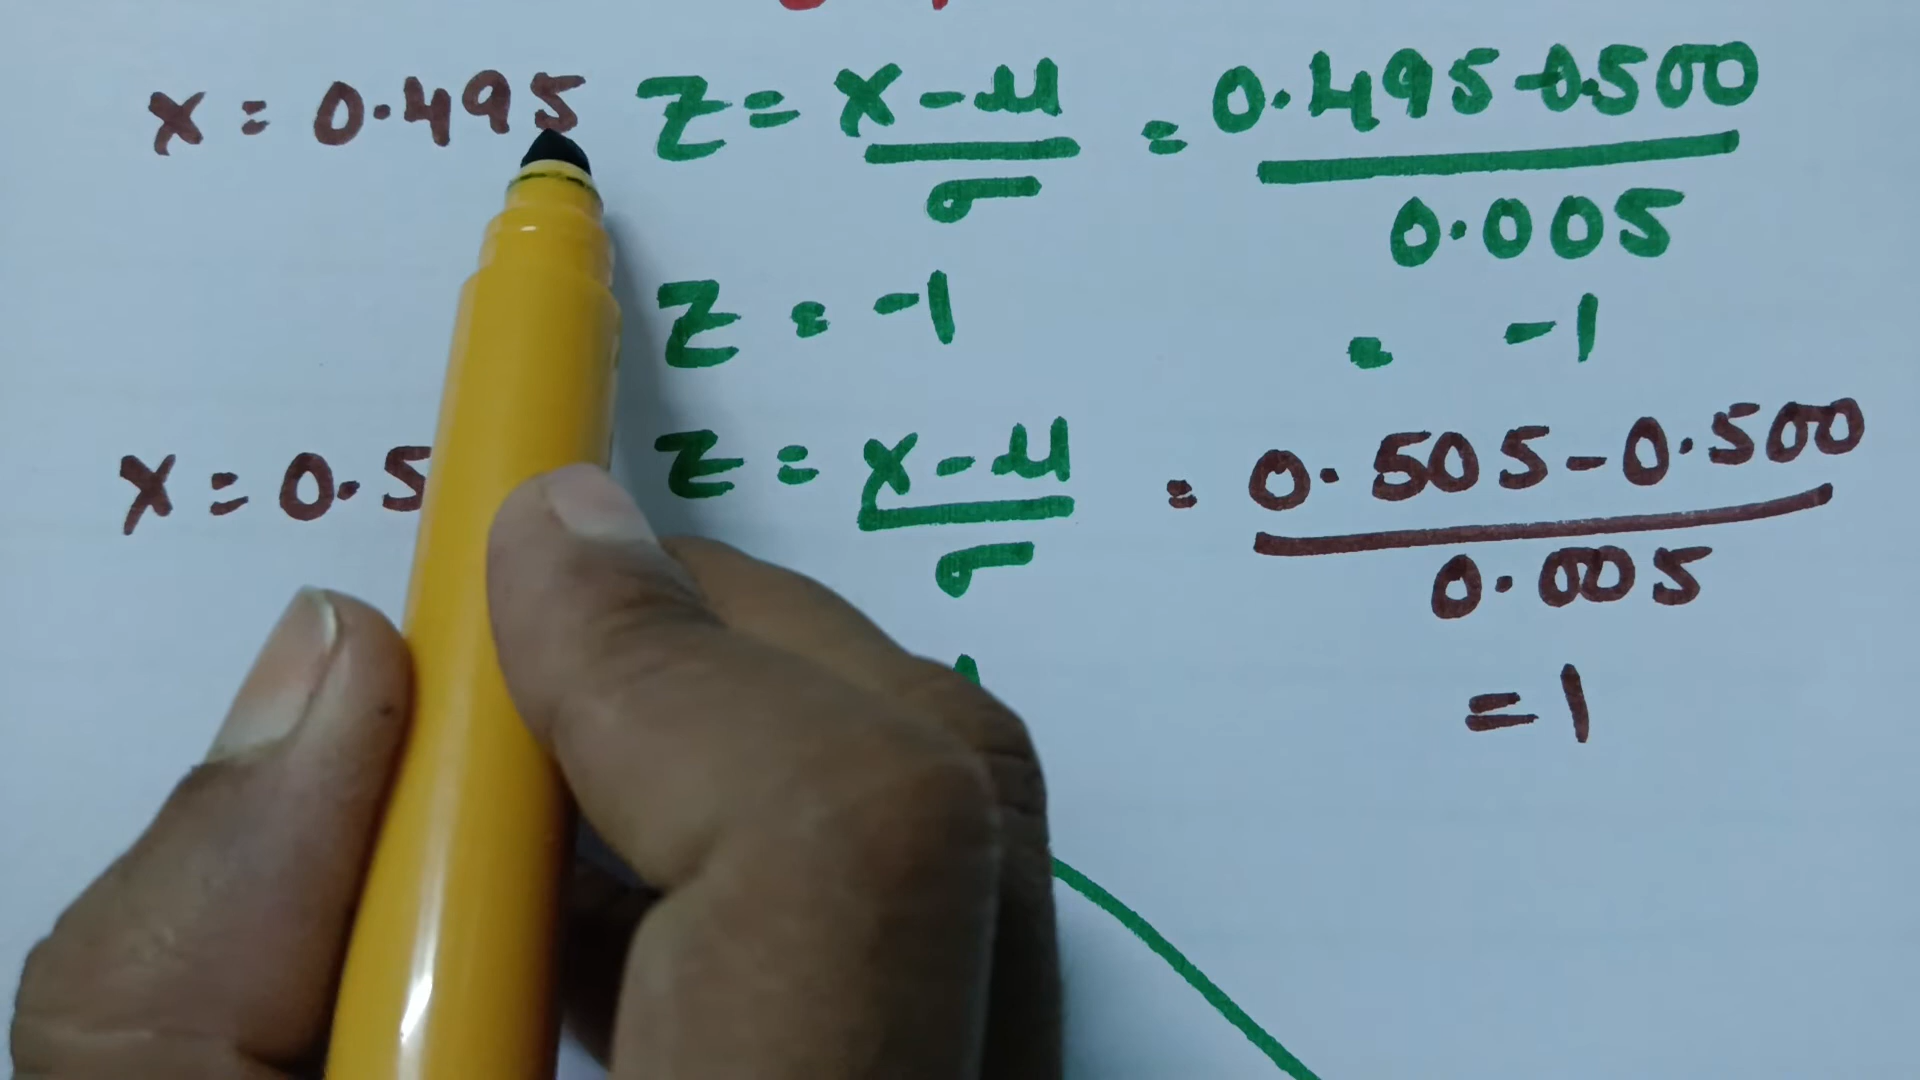 x = 0.495 z = x - μ / σ = 0.495 - 0.500 / 0.005
z = -1 = -1
x = 0.5 z = x - μ / σ = 0.505 - 0.500 / 0.005
= 1